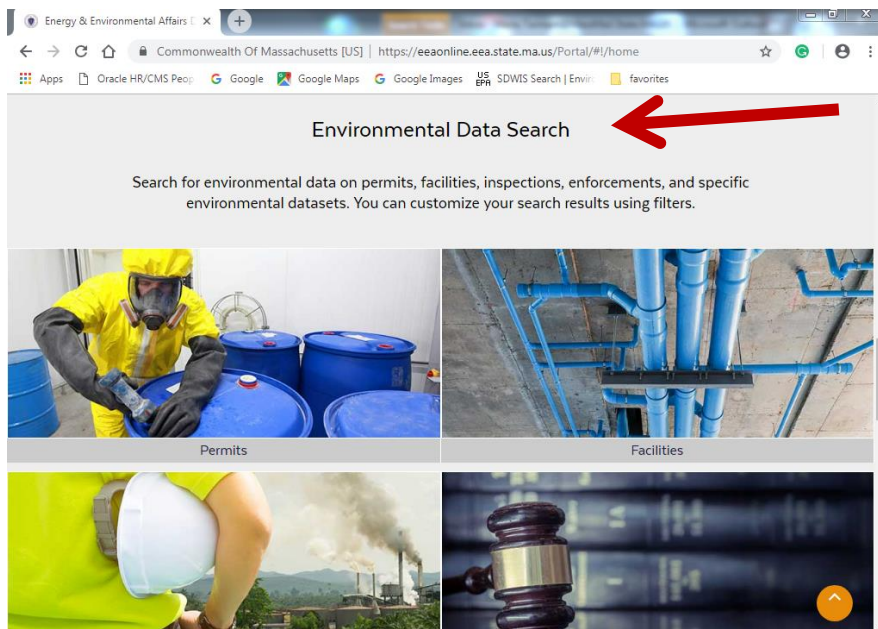 Energy & Environmental Affairs D
Commonwealth Of Massachusetts [US] | https://eeaonline.eea.state.ma.us/Portal/#!/home
Apps Oracle HR/CMS Peop Google Google Maps Google Images US EPA SDWIS Search | Envir favorites
Environmental Data Search
Search for environmental data on permits, facilities, inspections, enforcements, and specific
environmental datasets. You can customize your search results using filters.
Permits
Facilities